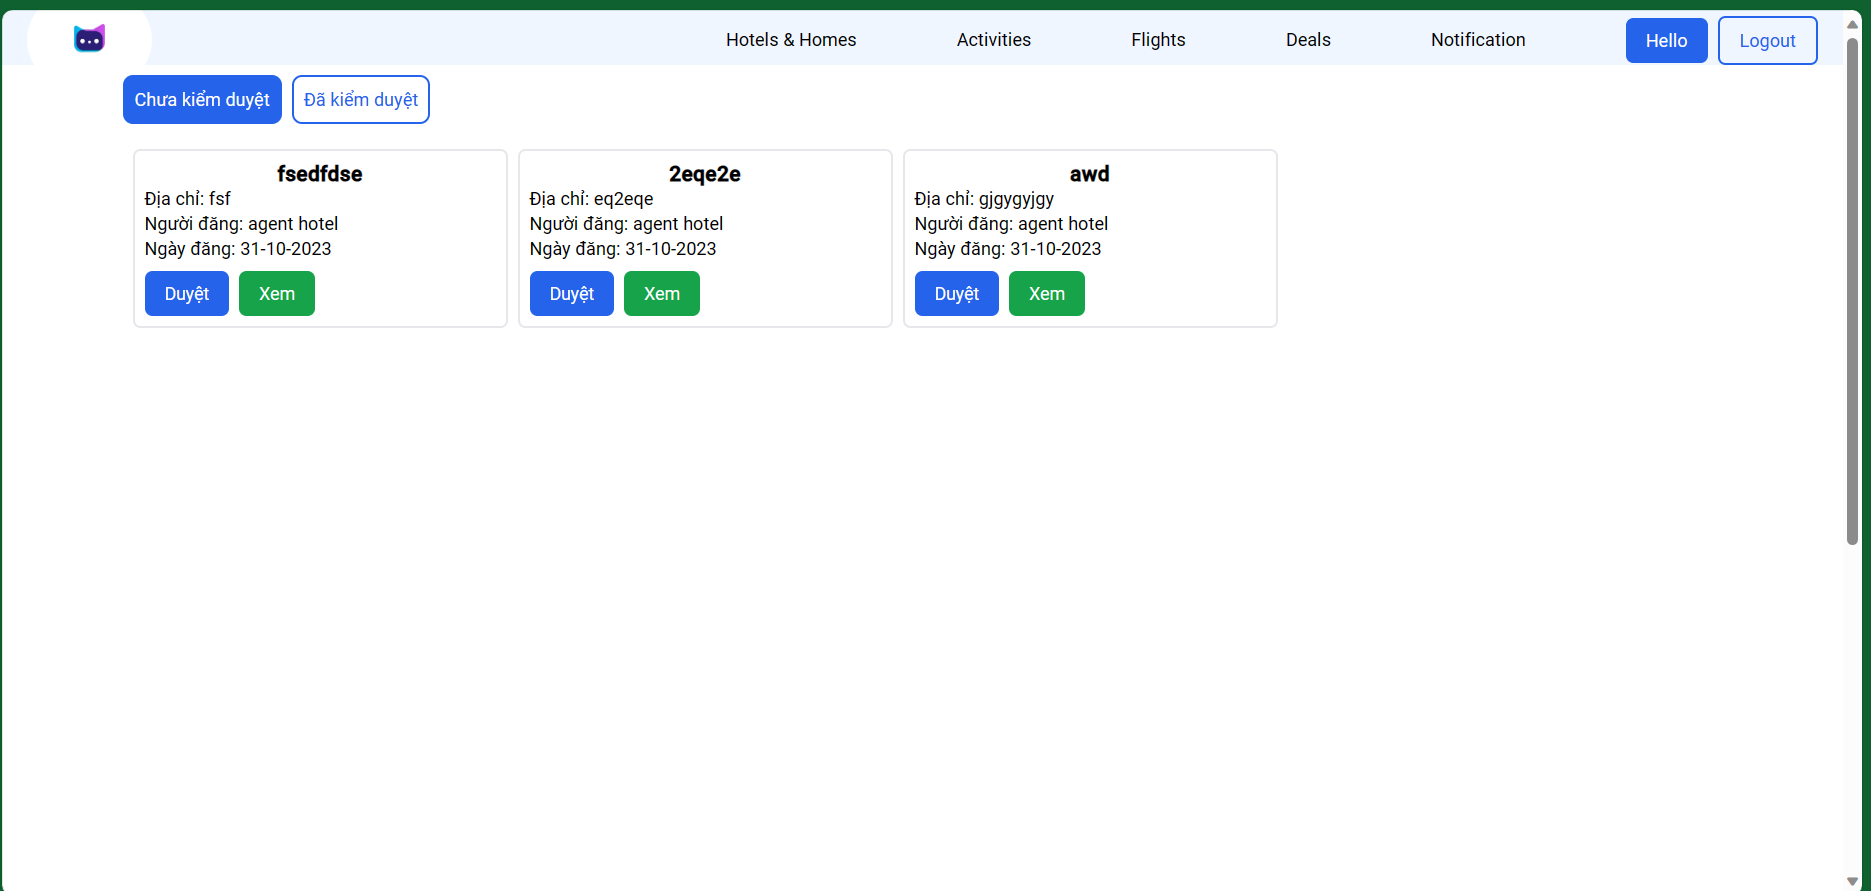 Hotels & Homes
Activities
Flights
Deals
Notification
Hello
Logout
Chưa kiểm duyệt
Đã kiểm duyệt
fsedfdse
Địa chỉ: fsf
Người đăng: agent hotel
Ngày đăng: 31-10-2023
Duyệt
Xem
2eqe2e
Địa chỉ: eq2eqe
Người đăng: agent hotel
Ngày đăng: 31-10-2023
Duyệt
Xem
awd
Địa chỉ: gjgygyjgy
Người đăng: agent hotel
Ngày đăng: 31-10-2023
Duyệt
Xem